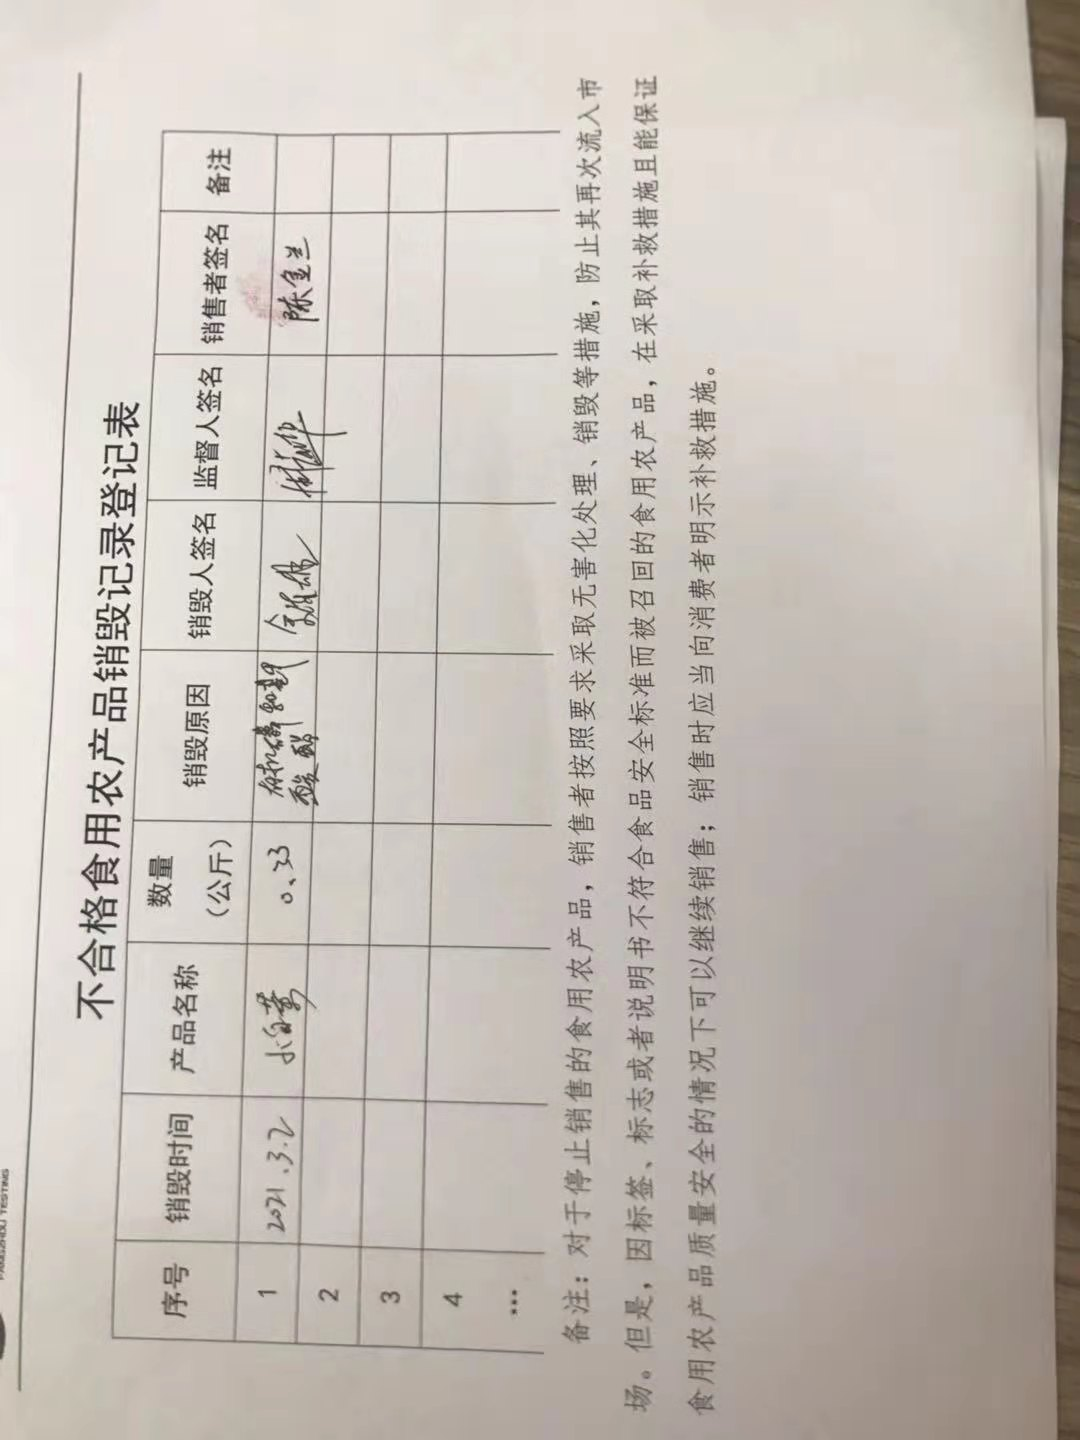 不合格食用农产品销毁记录登记表
序号 销毁时间 产品名称 数量（公斤） 销毁原因 销毁人签名 监督人签名 销售者签名 备注
1 2021.3.2 0.33 陈金兰
2
3
4
...
备注：对于停止销售的食用农产品，销售者按照要求采取无害化处理、销毁等措施，防止其再次流入市
场。但是，因标签、标志或者说明书不符合食品安全标准而被召回的食用农产品，在采取补救措施且能保证
食用农产品质量安全的情况下可以继续销售；销售时应当向消费者明示补救措施。